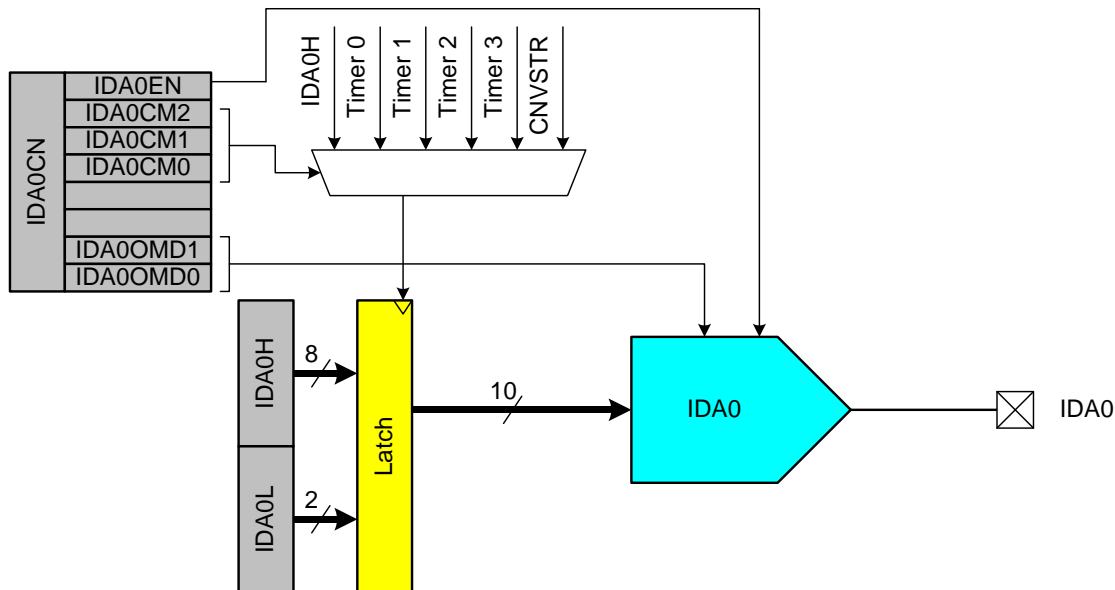 IDA0CN
IDA0EN
IDA0CM2
IDA0CM1
IDA0CM0
IDA0OMD1
IDA0OMD0
IDA0H
Timer 0
Timer 1
Timer 2
Timer 3
CNVSTR
IDA0H
IDA0L
8
2
Latch
10
IDA0
IDA0